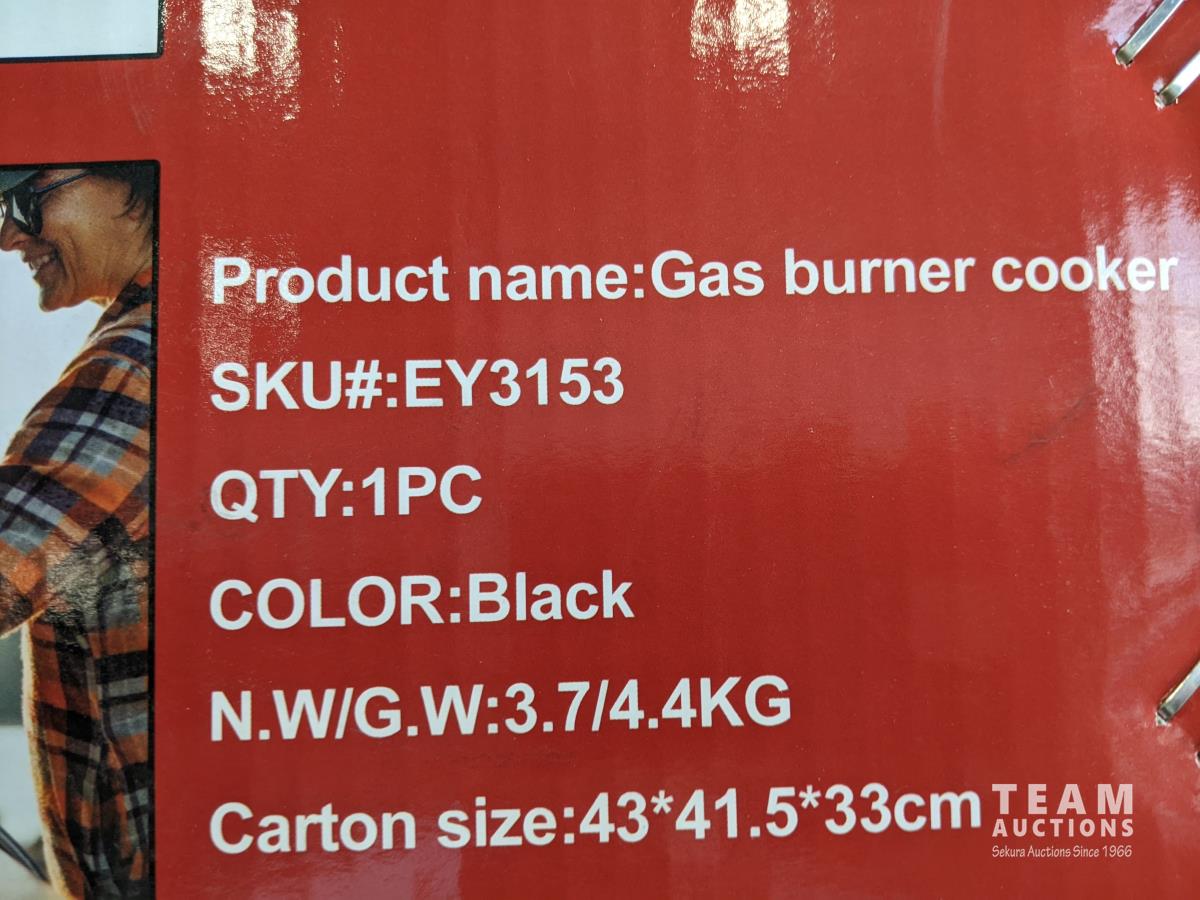 Product name:Gas burner cooker
SKU#:EY3153
QTY:1PC
COLOR:Black
N.W/G.W:3.7/4.4KG
Carton size:43*41.5*33cm
TEAM
AUCTIONS
Sekura Auctions Since 1966